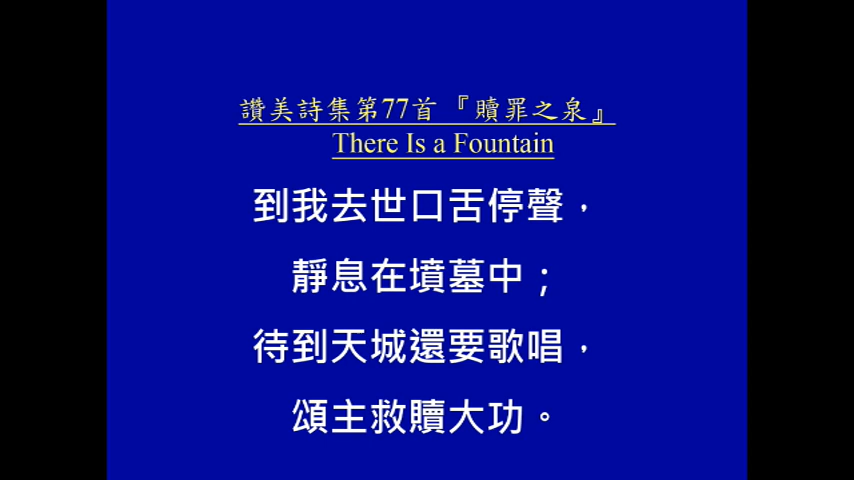 讚美詩集第77首『贖罪之泉』
There Is a Fountain
到我去世口舌停聲，
靜息在墳墓中；
待到天城還要歌唱，
頌主救贖大功。